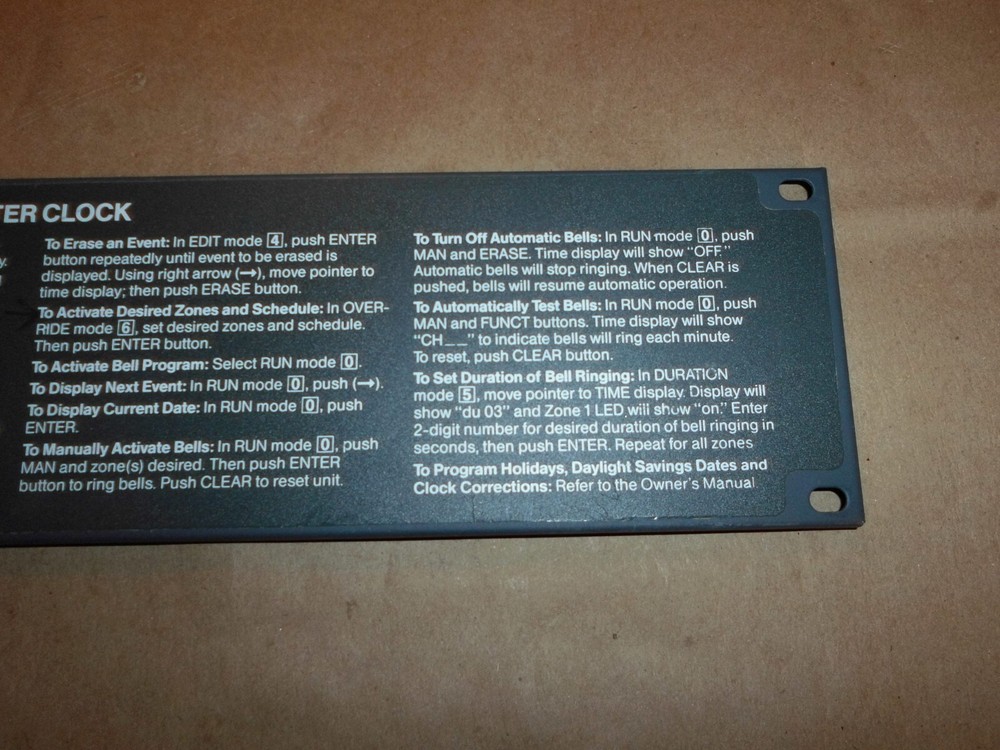 TER CLOCK
To Erase an Event: In EDIT mode 4, push ENTER
button repeatedly until event to be erased is
displayed. Using right arrow (→), move pointer to
time display; then push ERASE button.
To Activate Desired Zones and Schedule: In OVER-
RIDE mode 6, set desired zones and schedule.
Then push ENTER button.
To Activate Bell Program: Select RUN mode 0.
To Display Next Event: In RUN mode 0, push (→).
To Display Current Date: In RUN mode 0, push
ENTER.
To Manually Activate Bells: In RUN mode 0, push
MAN and zone(s) desired. Then push ENTER
button to ring bells. Push CLEAR to reset unit.
To Turn Off Automatic Bells: In RUN mode 0, push
MAN and ERASE. Time display will show "OFF."
Automatic bells will stop ringing. When CLEAR is
pushed, bells will resume automatic operation.
To Automatically Test Bells: In RUN mode 0, push
MAN and FUNCT buttons. Time display will show
"CH _ _" to indicate bells will ring each minute.
To reset, push CLEAR button.
To Set Duration of Bell Ringing: In DURATION
mode 5, move pointer to TIME display. Display will
show "du 03" and Zone 1 LED will show "on." Enter
2-digit number for desired duration of bell ringing in
seconds, then push ENTER. Repeat for all zones
To Program Holidays, Daylight Savings Dates and
Clock Corrections: Refer to the Owner's Manual